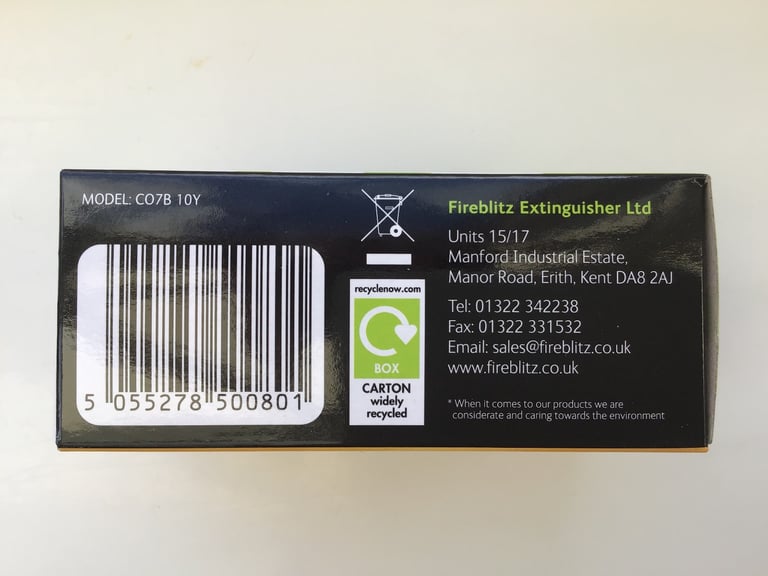 MODEL: CO7B 10Y
5 055278 500801
recyclenow.com
BOX
CARTON
widely
recycled
Fireblitz Extinguisher Ltd
Units 15/17
Manford Industrial Estate,
Manor Road, Erith, Kent DA8 2AJ
Tel: 01322 342238
Fax: 01322 331532
Email: sales@fireblitz.co.uk
www.fireblitz.co.uk
* When it comes to our products we are
considerate and caring towards the environment